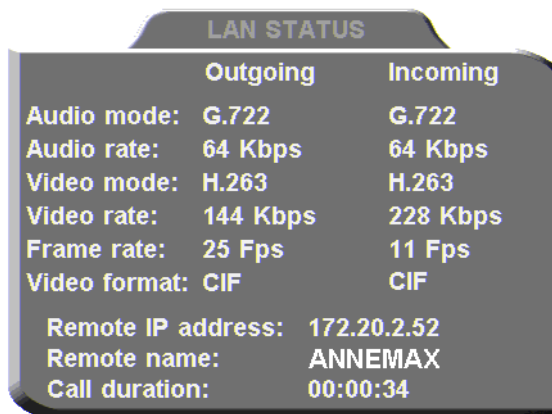 LAN STATUS
Outgoing Incoming
Audio mode: G.722 G.722
Audio rate: 64 Kbps 64 Kbps
Video mode: H.263 H.263
Video rate: 144 Kbps 228 Kbps
Frame rate: 25 Fps 11 Fps
Video format: CIF CIF
Remote IP address: 172.20.2.52
Remote name: ANNEMAX
Call duration: 00:00:34